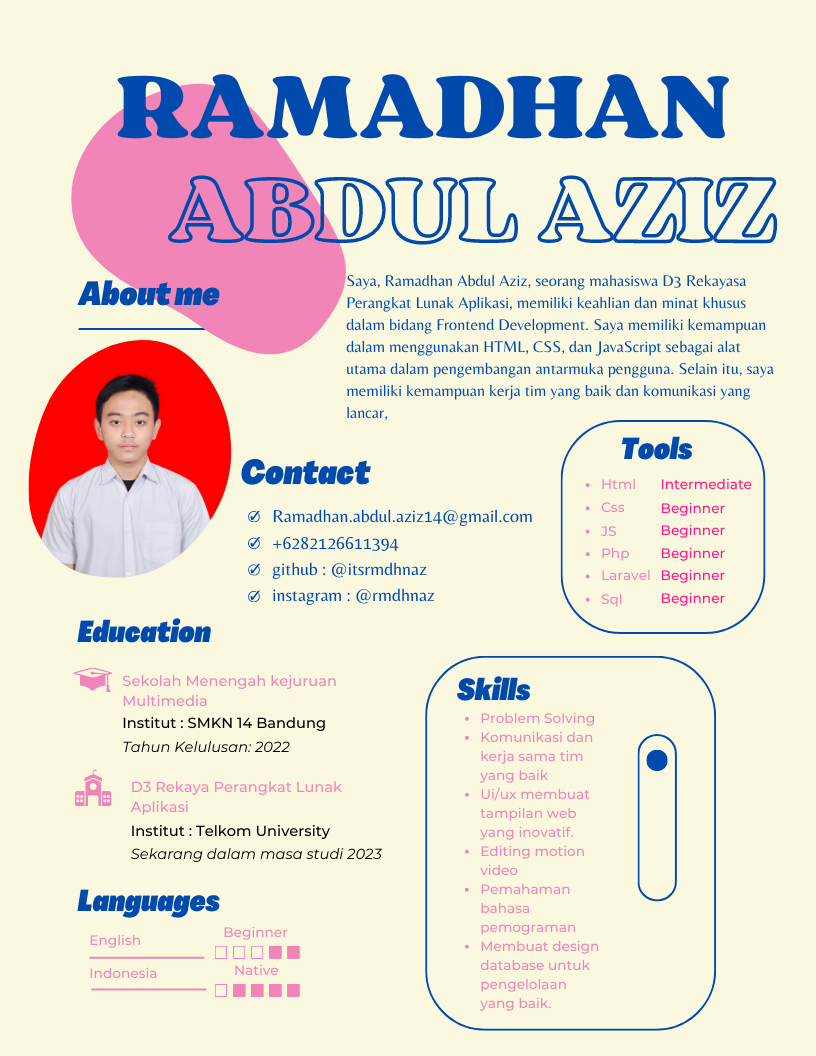 RAMADHAN
ABDUL AZIZ
About me
Saya, Ramadhan Abdul Aziz, seorang mahasiswa D3 Rekayasa
Perangkat Lunak Aplikasi, memiliki keahlian dan minat khusus
dalam bidang Frontend Development. Saya memiliki kemampuan
dalam menggunakan HTML, CSS, dan JavaScript sebagai alat
utama dalam pengembangan antarmuka pengguna. Selain itu, saya
memiliki kemampuan kerja tim yang baik dan komunikasi yang
lancar,
Contact
Ramadhan.abdul.aziz14@gmail.com
+6282126611394
github : @itsrmdhnaz
instagram : @rmdhnaz
Tools
Html Intermediate
Css Beginner
JS Beginner
Php Beginner
Laravel Beginner
Sql Beginner
Education
Sekolah Menengah kejuruan
Multimedia
Institut : SMKN 14 Bandung
Tahun Kelulusan: 2022
D3 Rekaya Perangkat Lunak
Aplikasi
Institut : Telkom University
Sekarang dalam masa studi 2023
Languages
English Beginner
Indonesia Native
Skills
Problem Solving
Komunikasi dan
kerja sama tim
yang baik
Ui/ux membuat
tampilan web
yang inovatif.
Editing motion
video
Pemahaman
bahasa
pemograman
Membuat design
database untuk
pengelolaan
yang baik.